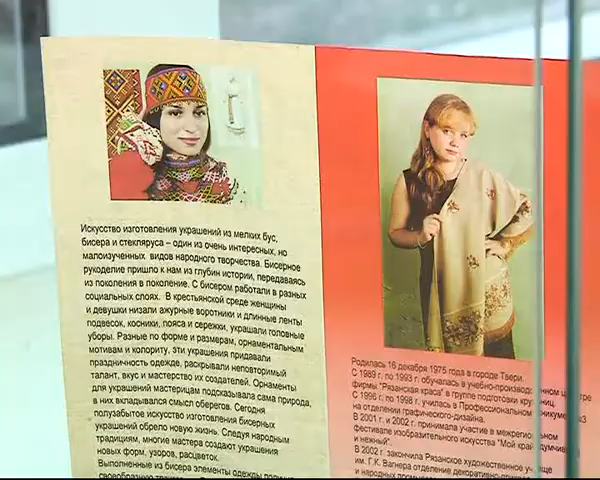 Искусство изготовления украшений из мелких бус,
бисера и стекляруса – один из очень интересных, но
малоизученных видов народного творчества. Бисерное
рукоделие пришло к нам из глубин истории, передаваясь
из поколения в поколение. С бисером работали в разных
социальных слоях. В крестьянской среде женщины
и девушки низали ажурные воротники и длинные ленты
подвесок, косники, пояса и сережки, украшали головные
уборы. Разные по форме и размерам, орнаментальным
мотивам и колориту, эти украшения придавали
праздничность одежде, раскрывали неповторимый
талант, вкус и мастерство их создателей. Орнаменты
для украшений мастерицам подсказывала сама природа,
в них вкладывался смысл оберегов. Сегодня
полузабытое искусство изготовления бисерных
украшений обрело новую жизнь. Следуя народным
традициям, многие мастера создают украшения
новых форм, узоров, расцветок.
Выполненные из бисера элементы одежды
своеобразную
Родилась 16 декабря 1975 года в городе Твери.
С 1989 г. по 1993 г. обучалась в учебно-производ нном
фирмы "Рязанская краса" в группе подготовки
С 1996 г. по 1998 г. училась в Профессиональном
на отделении графического-дизайна.
В 2001 г. и 2002 г. принимала участие в
фестивале изобразительного искусства "Мой край думчив
и нежный".
В 2002 г. закончила Рязанское художественное
им. Г.К. Вагнера отделение
и народных